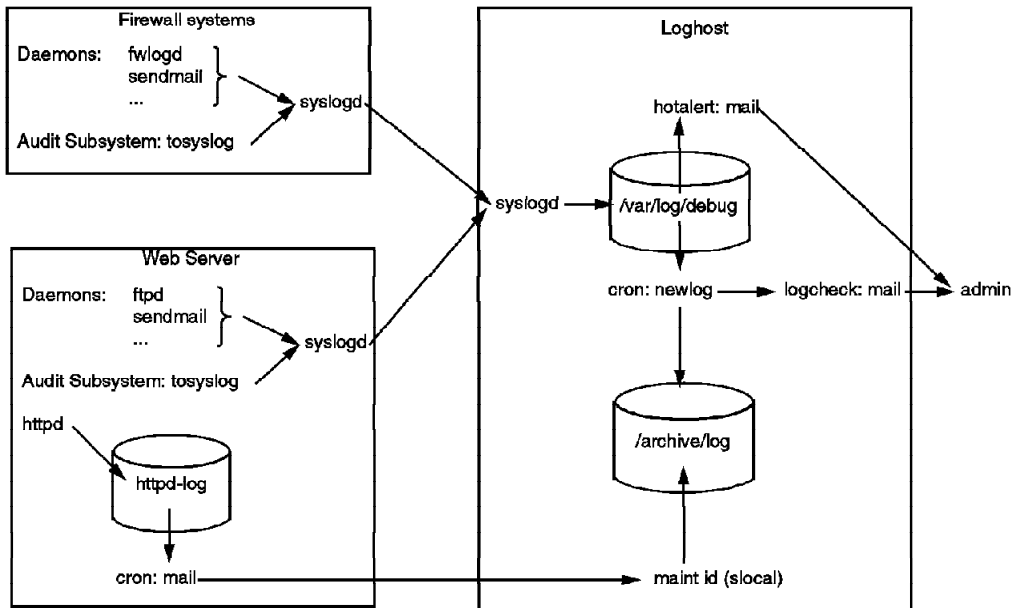 Firewall systems
Daemons: fwlogd
sendmail
...
syslogd
Audit Subsystem: tosyslog
Web Server
Daemons: ftpd
sendmail
...
syslogd
Audit Subsystem: tosyslog
httpd
httpd-log
cron: mail
Loghost
hotalert: mail
syslogd
/var/log/debug
cron: newlog
logcheck: mail
admin
/archive/log
maint id (slocal)